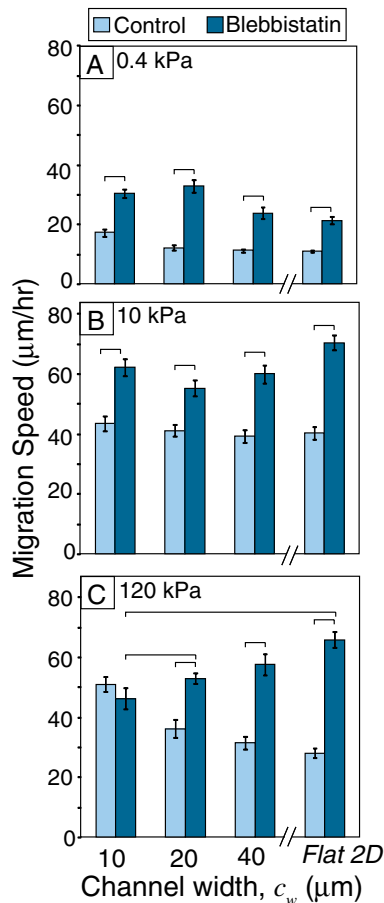 Control Blebbistatin
A 0.4 kPa
80
60
40
20
0
B 10 kPa
80
60
40
20
0
C 120 kPa
80
60
40
20
0
Migration Speed (μm/hr)
10 20 40 Flat 2D
Channel width, c_w (μm)